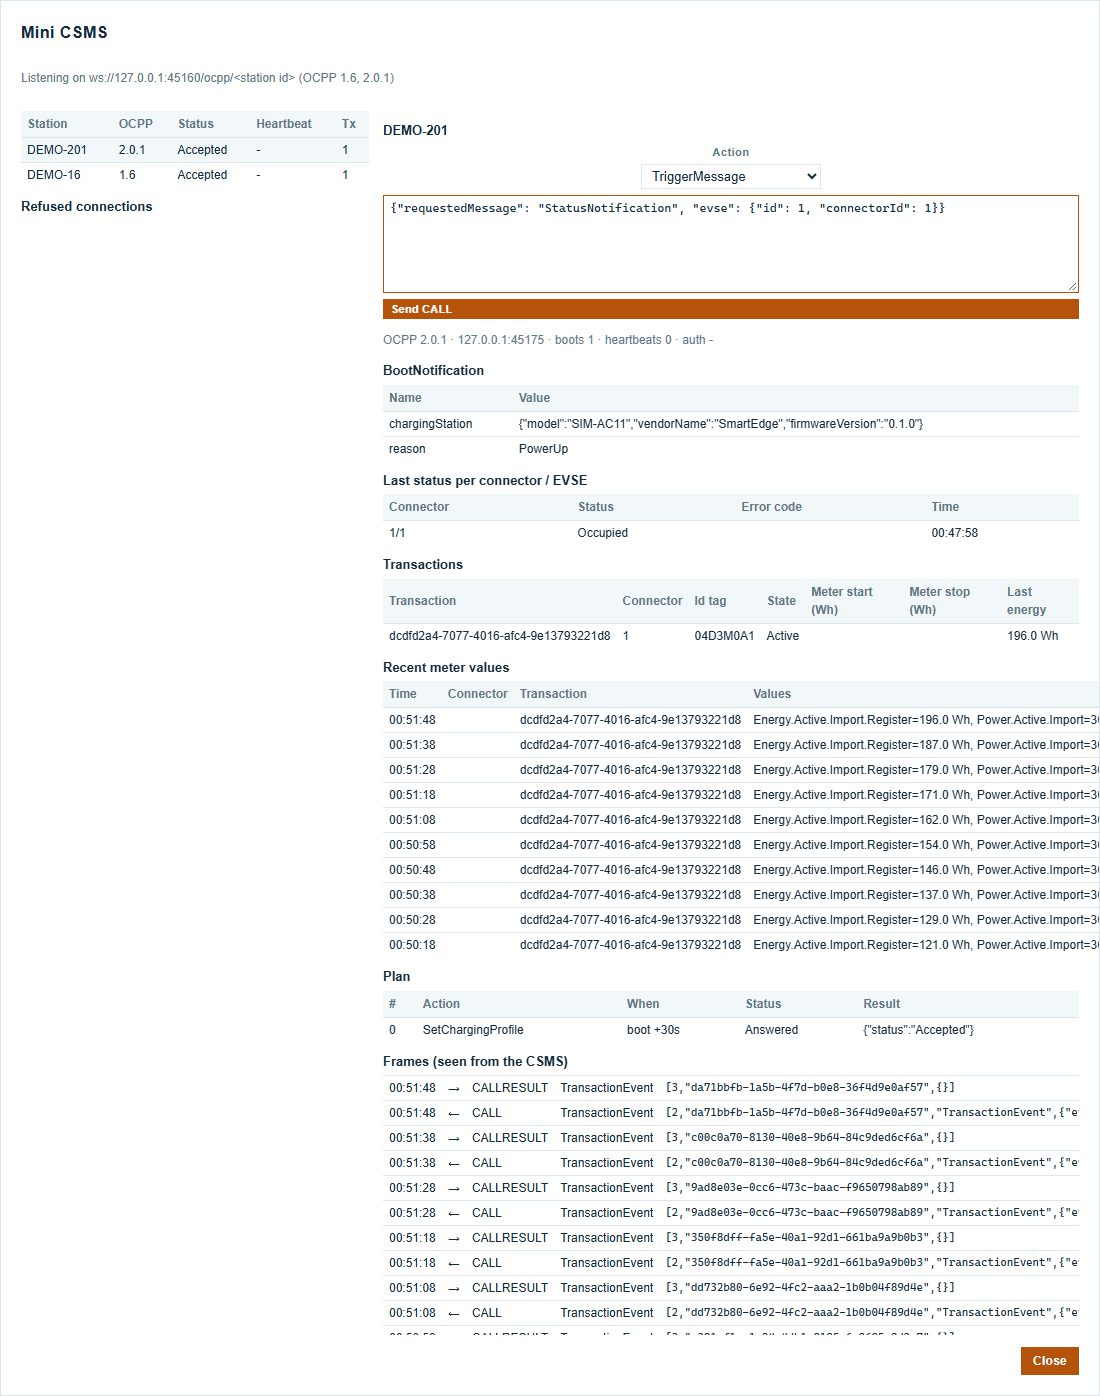 Mini CSMS
Listening on ws://127.0.0.1:45160/ocpp/<station id> (OCPP 1.6, 2.0.1)
Station OCPP Status Heartbeat Tx
DEMO-201 2.0.1 Accepted - 1
DEMO-16 1.6 Accepted - 1
Refused connections
DEMO-201
Action
TriggerMessage
{"requestedMessage": "StatusNotification", "evse": {"id": 1, "connectorId": 1}}
Send CALL
OCPP 2.0.1 · 127.0.0.1:45175 · boots 1 · heartbeats 0 · auth -
BootNotification
Name Value
chargingStation {"model":"SIM-AC11","vendorName":"SmartEdge","firmwareVersion":"0.1.0"}
reason PowerUp
Last status per connector / EVSE
Connector Status Error code Time
1/1 Occupied 00:47:58
Transactions
Transaction Connector Id tag State Meter start (Wh) Meter stop (Wh) Last energy
dcdfd2a4-7077-4016-afc4-9e13793221d8 1 04D3M0A1 Active 196.0 Wh
Recent meter values
Time Connector Transaction Values
00:51:48 dcdfd2a4-7077-4016-afc4-9e13793221d8 Energy.Active.Import.Register=196.0 Wh, Power.Active.Import=30
00:51:38 dcdfd2a4-7077-4016-afc4-9e13793221d8 Energy.Active.Import.Register=187.0 Wh, Power.Active.Import=30
00:51:28 dcdfd2a4-7077-4016-afc4-9e13793221d8 Energy.Active.Import.Register=179.0 Wh, Power.Active.Import=30
00:51:18 dcdfd2a4-7077-4016-afc4-9e13793221d8 Energy.Active.Import.Register=171.0 Wh, Power.Active.Import=30
00:51:08 dcdfd2a4-7077-4016-afc4-9e13793221d8 Energy.Active.Import.Register=162.0 Wh, Power.Active.Import=30
00:50:58 dcdfd2a4-7077-4016-afc4-9e13793221d8 Energy.Active.Import.Register=154.0 Wh, Power.Active.Import=30
00:50:48 dcdfd2a4-7077-4016-afc4-9e13793221d8 Energy.Active.Import.Register=146.0 Wh, Power.Active.Import=30
00:50:38 dcdfd2a4-7077-4016-afc4-9e13793221d8 Energy.Active.Import.Register=137.0 Wh, Power.Active.Import=30
00:50:28 dcdfd2a4-7077-4016-afc4-9e13793221d8 Energy.Active.Import.Register=129.0 Wh, Power.Active.Import=30
00:50:18 dcdfd2a4-7077-4016-afc4-9e13793221d8 Energy.Active.Import.Register=121.0 Wh, Power.Active.Import=30
Plan
# Action When Status Result
0 SetChargingProfile boot +30s Answered {"status":"Accepted"}
Frames (seen from the CSMS)
00:51:48 → CALLRESULT TransactionEvent [3,"da71bbfb-1a5b-4f7d-b0e8-36f4d9e0af57",{}]
00:51:48 ← CALL TransactionEvent [2,"da71bbfb-1a5b-4f7d-b0e8-36f4d9e0af57","TransactionEvent",{"e
00:51:38 → CALLRESULT TransactionEvent [3,"c00c0a70-8130-40e8-9b64-84c9ded6cf6a",{}]
00:51:38 ← CALL TransactionEvent [2,"c00c0a70-8130-40e8-9b64-84c9ded6cf6a","TransactionEvent",{"e
00:51:28 → CALLRESULT TransactionEvent [3,"9ad8e03e-0cc6-473c-baac-f9650798ab89",{}]
00:51:28 ← CALL TransactionEvent [2,"9ad8e03e-0cc6-473c-baac-f9650798ab89","TransactionEvent",{"e
00:51:18 → CALLRESULT TransactionEvent [3,"350f8dff-fa5e-40a1-92d1-661ba9a9b0b3",{}]
00:51:18 ← CALL TransactionEvent [2,"350f8dff-fa5e-40a1-92d1-661ba9a9b0b3","TransactionEvent",{"e
00:51:08 → CALLRESULT TransactionEvent [3,"dd732b80-6e92-4fc2-aaa2-1b0b04f89d4e",{}]
00:51:08 ← CALL TransactionEvent [2,"dd732b80-6e92-4fc2-aaa2-1b0b04f89d4e","TransactionEvent",{"e
Close